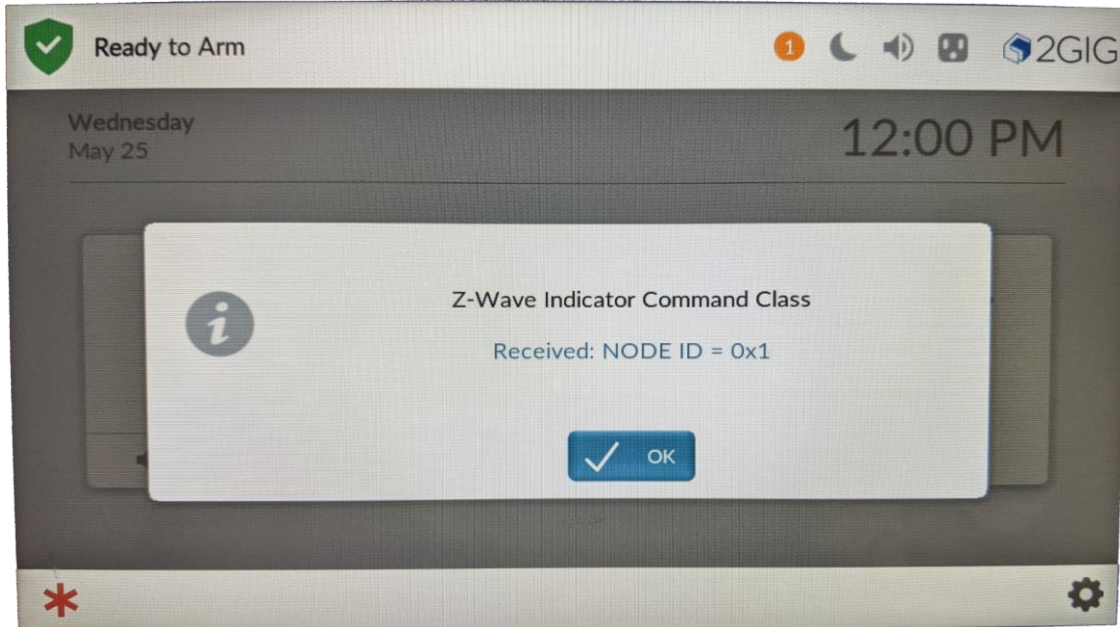 Ready to Arm
1
2GIG
Wednesday
May 25
12:00 PM
Z-Wave Indicator Command Class
Received: NODE ID = 0x1
OK